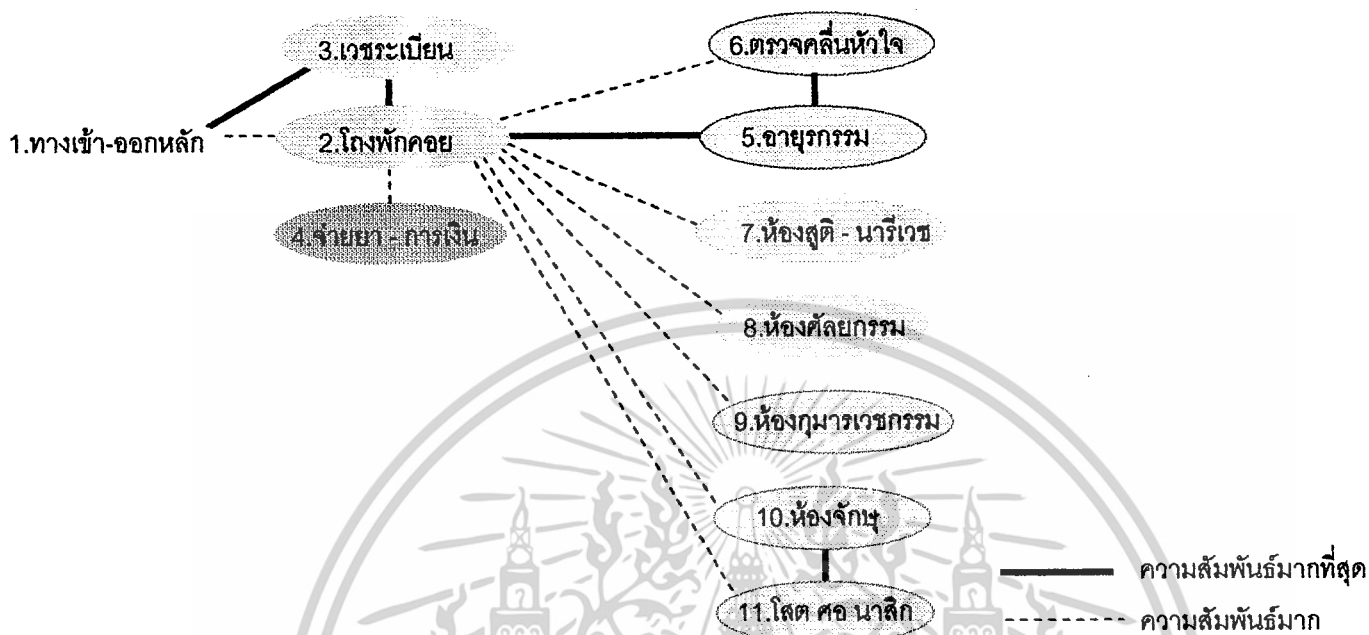 3.เวชระเบียน
6.ตรวจคลื่นหัวใจ
1.ทางเข้า-ออกหลัก
2.โถงพักคอย
5.อายุรกรรม
4.จ่ายยา - การเงิน
7.ห้องสูติ - นารีเวช
8.ห้องศัลยกรรม
9.ห้องกุมารเวชกรรม
10.ห้องจักษุ
11.โสต ศอ นาสิก
ความสัมพันธ์มากที่สุด
ความสัมพันธ์มาก